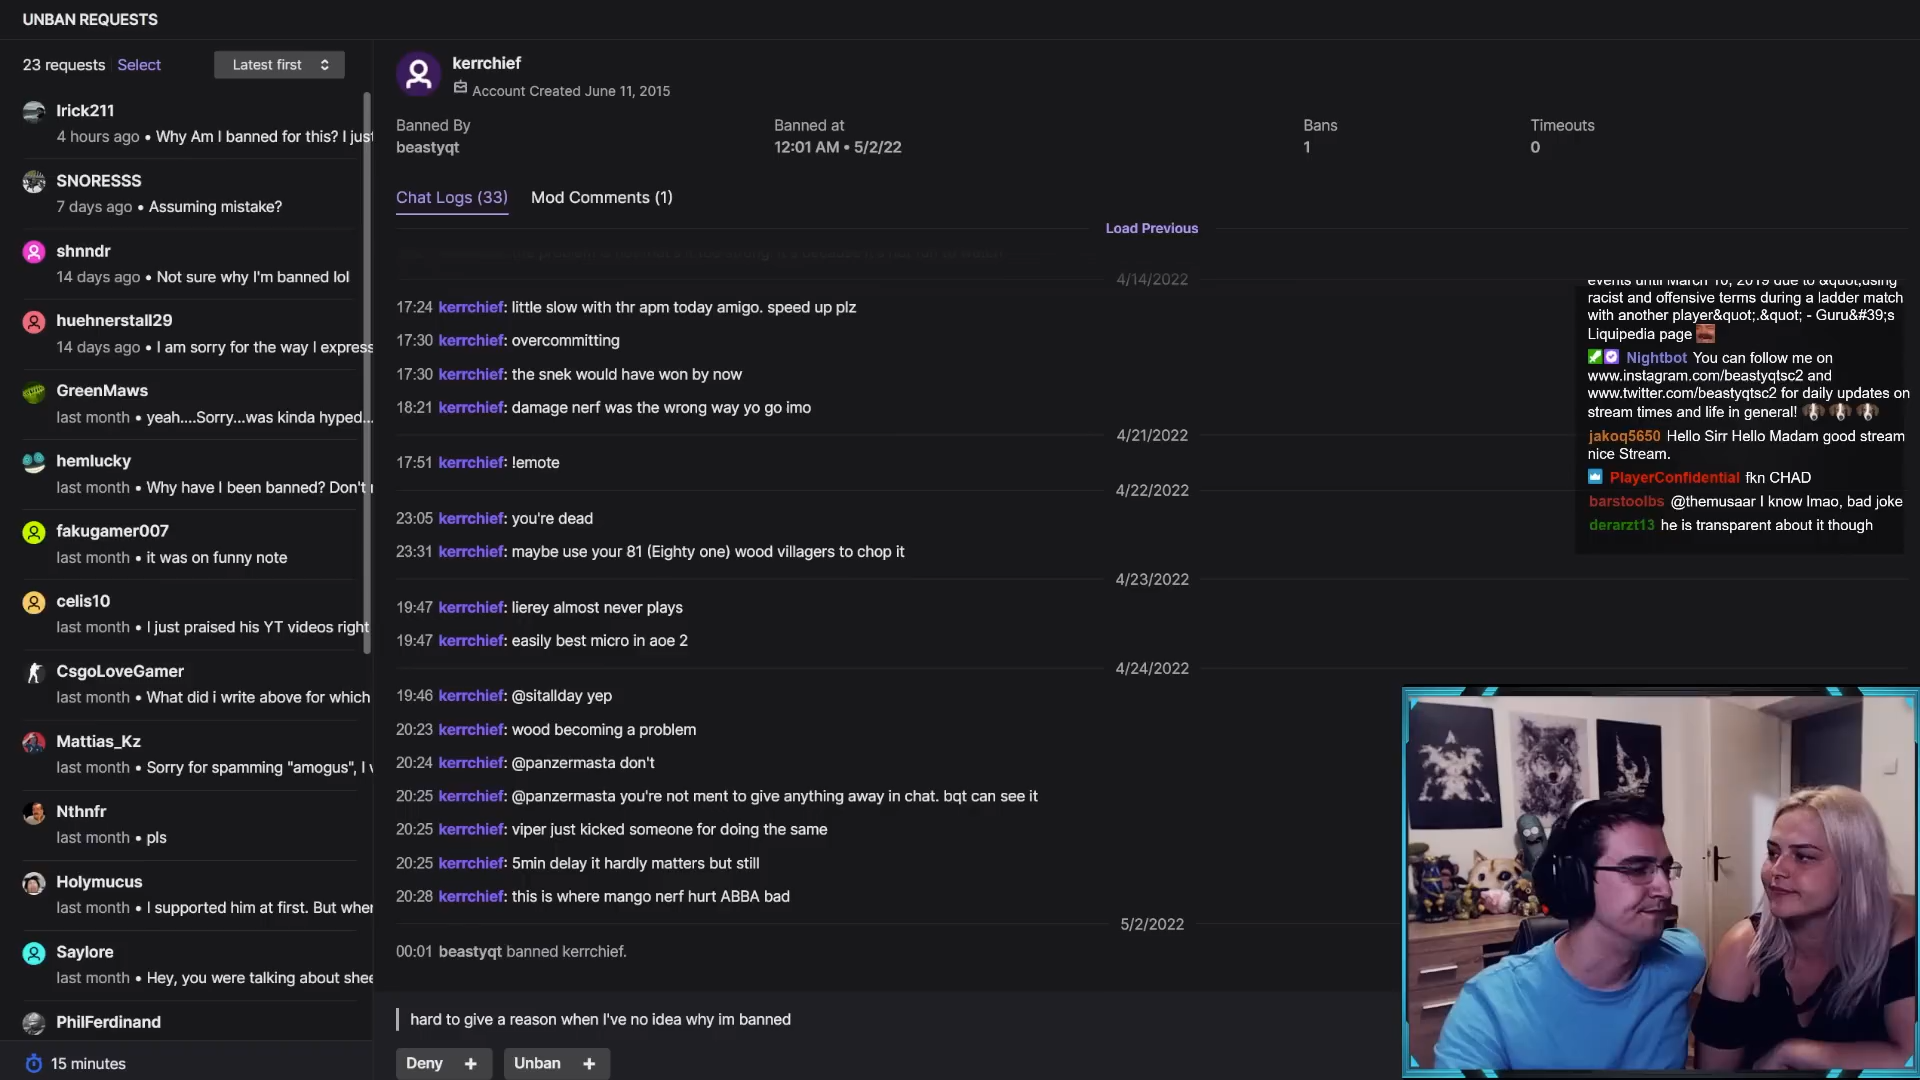 UNBAN REQUESTS
23 requests Select
Latest first
Irick211
4 hours ago • Why Am I banned for this? I just
SNORESSS
7 days ago • Assuming mistake?
shnndr
14 days ago • Not sure why I'm banned lol
huehnerstall29
14 days ago • I am sorry for the way I express
GreenMaws
last month • yeah....Sorry...was kinda hyped...
hemlucky
last month • Why have I been banned? Don't
fakugamer007
last month • it was on funny note
celis10
last month • I just praised his YT videos right
CsgoLoveGamer
last month • What did i write above for which
Mattias_Kz
last month • Sorry for spamming "amogus", I
Nthnfr
last month • pls
Holymucus
last month • I supported him at first. But when
Saylore
last month • Hey, you were talking about shee
PhilFerdinand
15 minutes
kerrchief
Account Created June 11, 2015
Banned By
beastyqt
Banned at
12:01 AM • 5/2/22
Bans
1
Timeouts
0
Chat Logs (33)
Mod Comments (1)
Load Previous
4/14/2022
17:24 kerrchief: little slow with thr apm today amigo. speed up plz
17:30 kerrchief: overcommitting
17:30 kerrchief: the snek would have won by now
18:21 kerrchief: damage nerf was the wrong way yo go imo
4/21/2022
17:51 kerrchief: !emote
4/22/2022
23:05 kerrchief: you're dead
23:31 kerrchief: maybe use your 81 (Eighty one) wood villagers to chop it
4/23/2022
19:47 kerrchief: lierey almost never plays
19:47 kerrchief: easily best micro in aoe 2
4/24/2022
19:46 kerrchief: @sitallday yep
20:23 kerrchief: wood becoming a problem
20:24 kerrchief: @panzermasta don't
20:25 kerrchief: @panzermasta you're not ment to give anything away in chat. bqt can see it
20:25 kerrchief: viper just kicked someone for doing the same
20:25 kerrchief: 5min delay it hardly matters but still
20:28 kerrchief: this is where mango nerf hurt ABBA bad
5/2/2022
00:01 beastyqt banned kerrchief.
hard to give a reason when I've no idea why im banned
Deny +
Unban +
events until March 10, 2019 due to &quot;using
racist and offensive terms during a ladder match
with another player&quot;.&quot; - Guru&#39;s
Liquipedia page
Nightbot You can follow me on
www.instagram.com/beastyqtsc2 and
www.twitter.com/beastyqtsc2 for daily updates on
stream times and life in general!
jakoq5650 Hello Sirr Hello Madam good stream
nice Stream.
PlayerConfidential fkn CHAD
barstoolbs @themusaar I know lmao, bad joke
derarzt13 he is transparent about it though